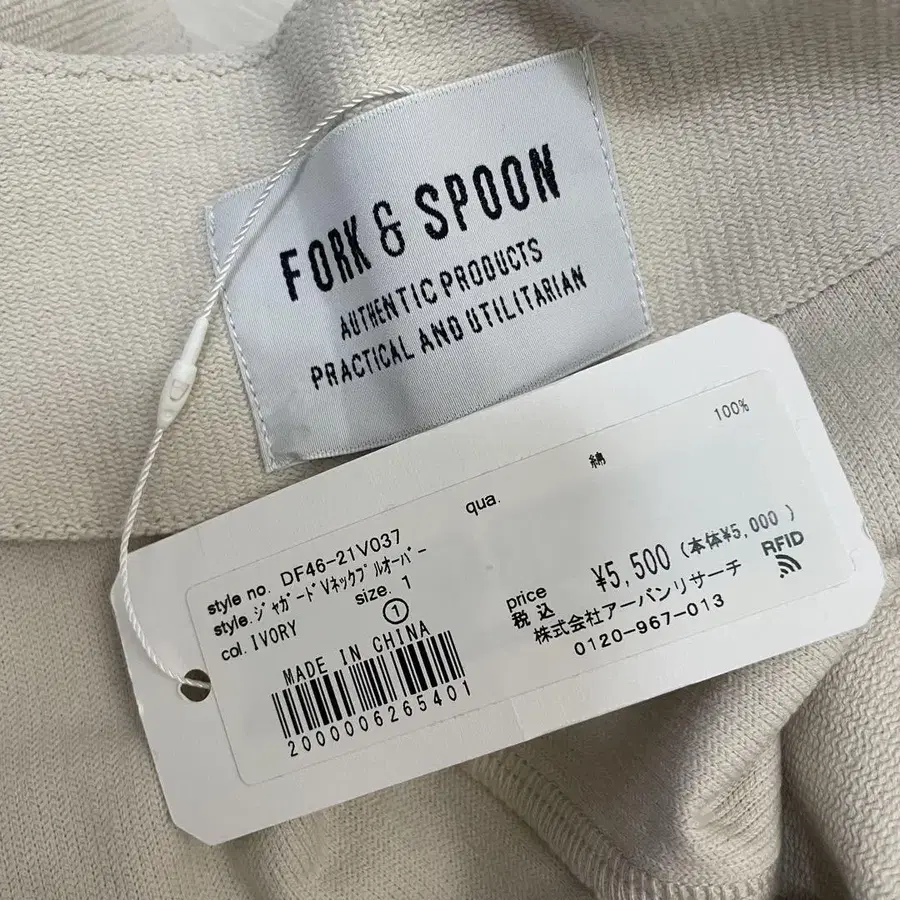 FORK & SPOON
AUTHENTIC PRODUCTS
PRACTICAL AND UTILITARIAN
style no. DF46-21V037
style. ジャガードVネックプルオーバー
col. IVORY
size. 1
①
MADE IN CHINA
2000006265401
qua.
綿
100%
price
税込
¥5,500 (本体¥5,000)
株式会社アーバンリサーチ
0120-967-013
RFID